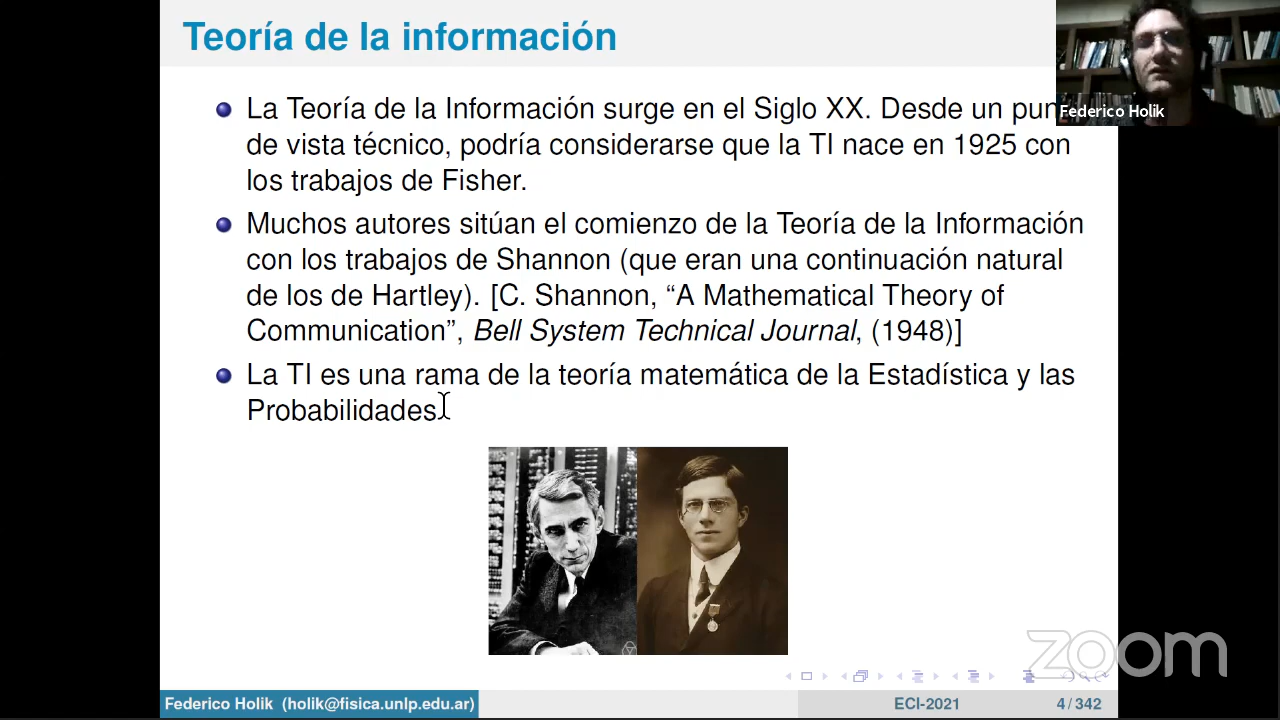 Teoría de la información
La Teoría de la Información surge en el Siglo XX. Desde un
Federico Holik
de vista técnico, podría considerarse que la TI nace en 1925 con
los trabajos de Fisher.
Muchos autores sitúan el comienzo de la Teoría de la Información
con los trabajos de Shannon (que eran una continuación natural
de los de Hartley). [C. Shannon, “A Mathematical Theory of
Communication”, Bell System Technical Journal, (1948)]
La TI es una rama de la teoría matemática de la Estadística y las
Probabilidades
zoom
Federico Holik (holik@fisica.unlp.edu.ar)
ECI-2021
4/342